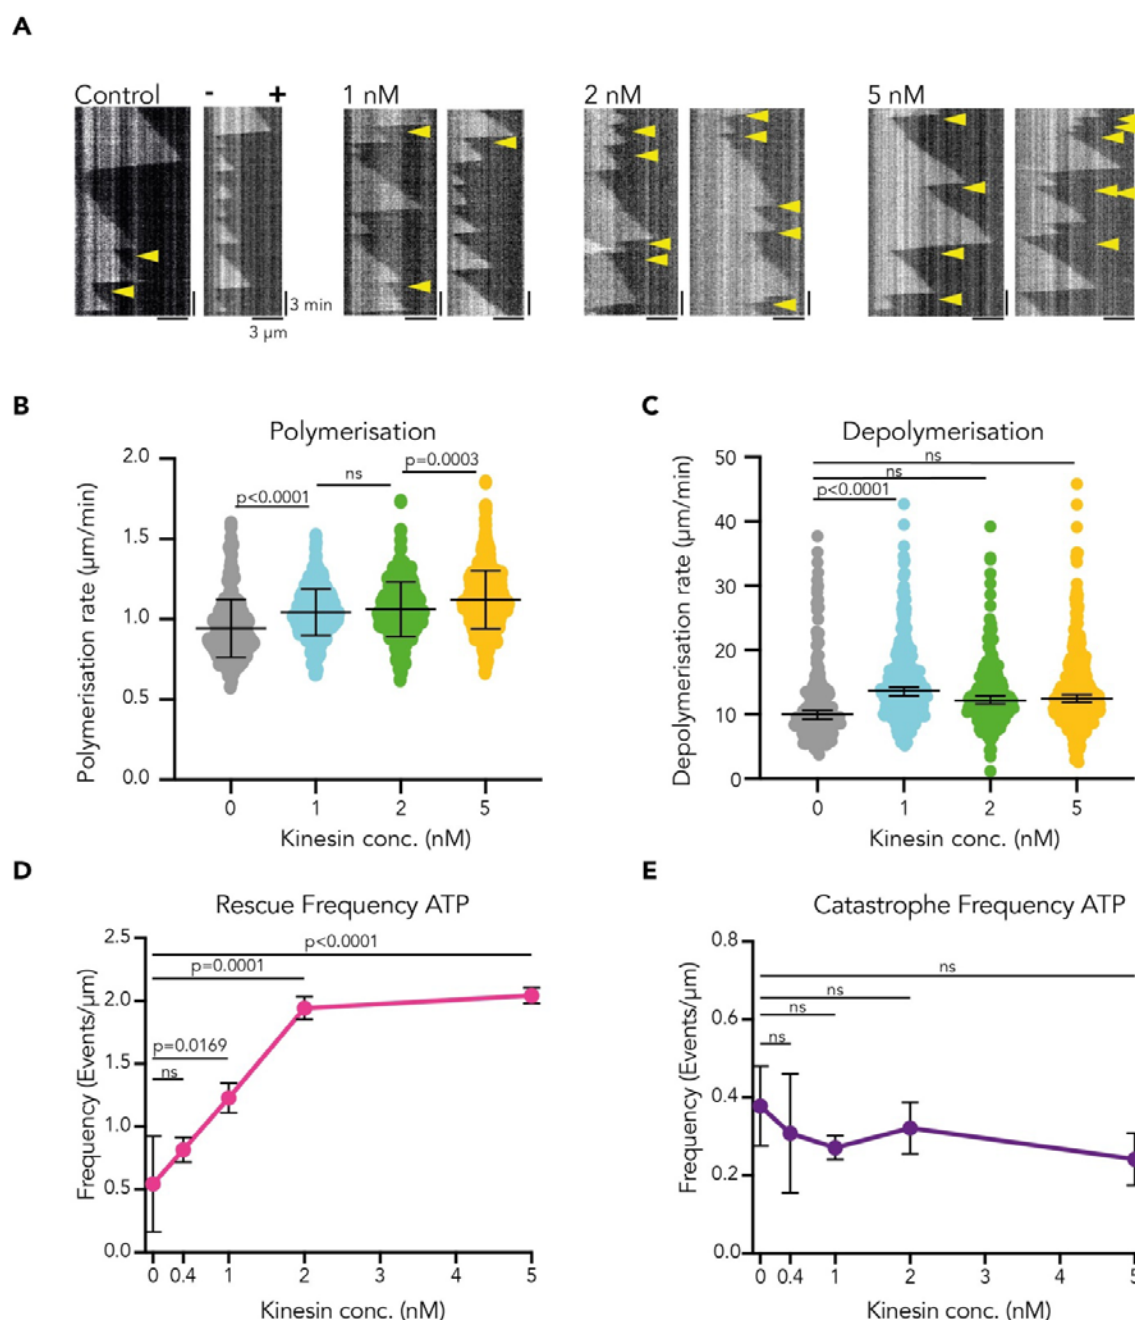 A
Control - + 1 nM 2 nM 5 nM
3 min
3 µm
B
Polymerisation
2.0
1.5
1.0
0.5
0.0
Polymerisation rate (µm/min)
p<0.0001
ns
p=0.0003
0 1 2 5
Kinesin conc. (nM)
C
Depolymerisation
50
40
30
20
10
0
Depolymerisation rate (µm/min)
ns
ns
p<0.0001
0 1 2 5
Kinesin conc. (nM)
D
Rescue Frequency ATP
2.5
2.0
1.5
1.0
0.5
0.0
Frequency (Events/µm)
p<0.0001
p=0.0001
p=0.0169
ns
0 0.4 1 2 3 4 5
Kinesin conc. (nM)
E
Catastrophe Frequency ATP
0.8
0.6
0.4
0.2
0.0
Frequency (Events/µm)
ns
ns
ns
ns
0 0.4 1 2 3 4 5
Kinesin conc. (nM)